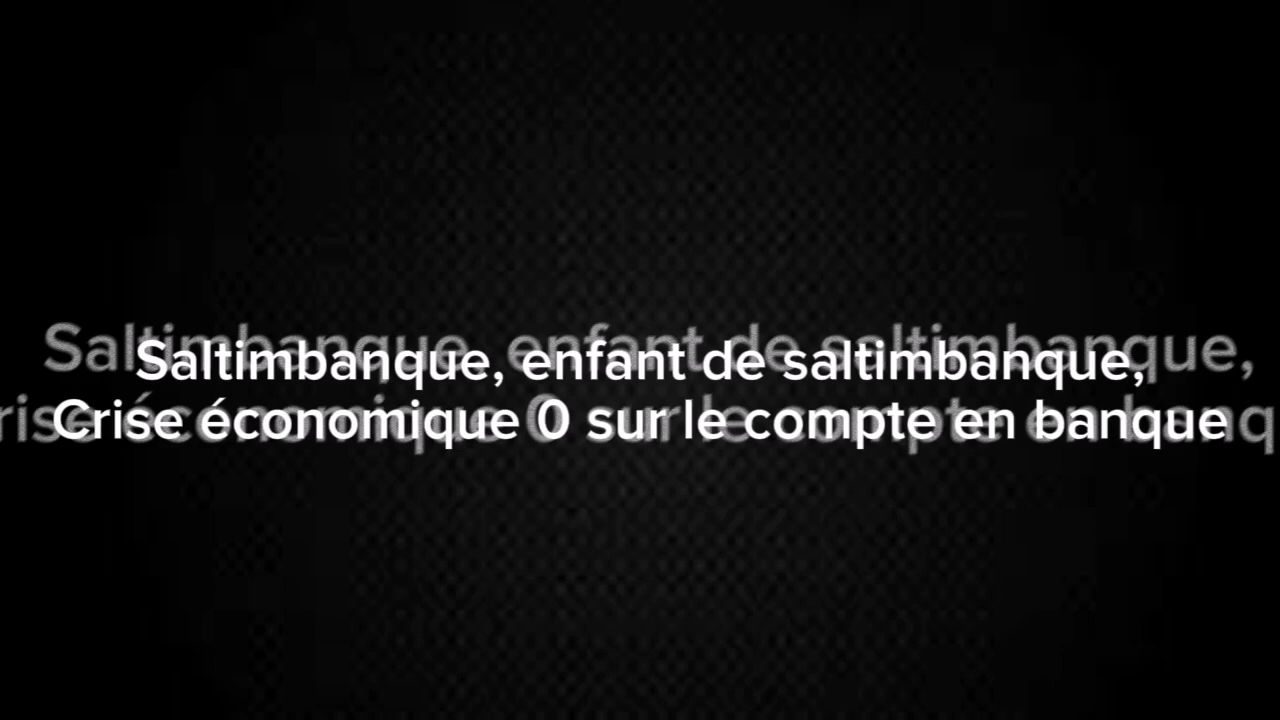 Saltimbanque, enfant de saltimbanque,
Crise économique 0 sur le compte en banque